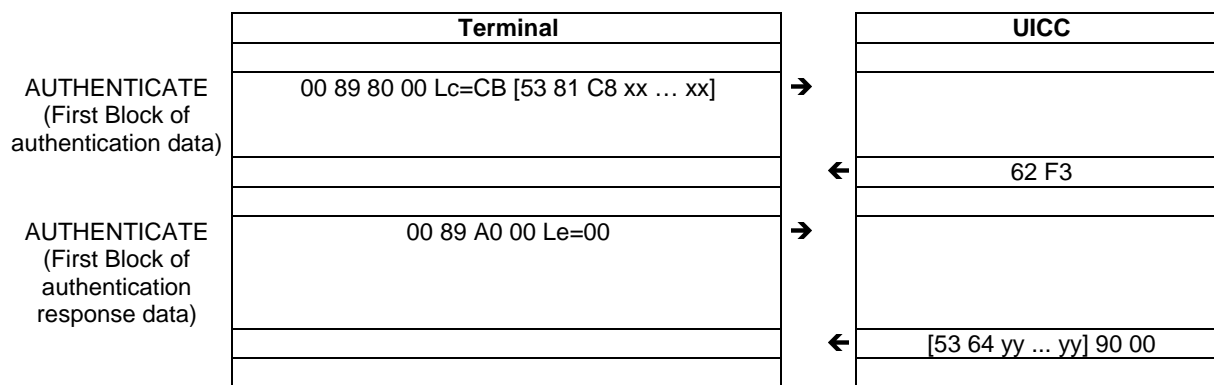 Terminal UICC
AUTHENTICATE 00 89 80 00 Lc=CB [53 81 C8 xx … xx] ➔
(First Block of
authentication data)
🡸 62 F3
AUTHENTICATE 00 89 A0 00 Le=00 ➔
(First Block of
authentication
response data)
🡸 [53 64 yy ... yy] 90 00